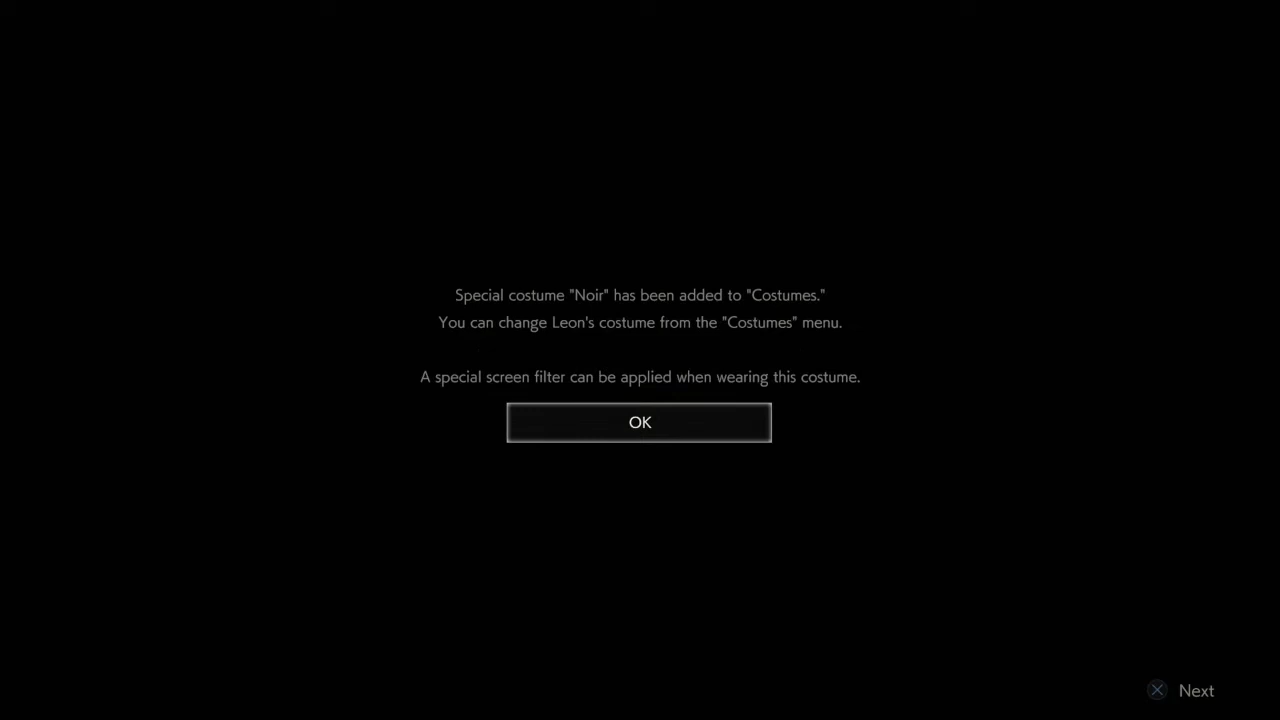 Special costume "Noir" has been added to "Costumes."
You can change Leon's costume from the "Costumes" menu.
A special screen filter can be applied when wearing this costume.
OK
Next